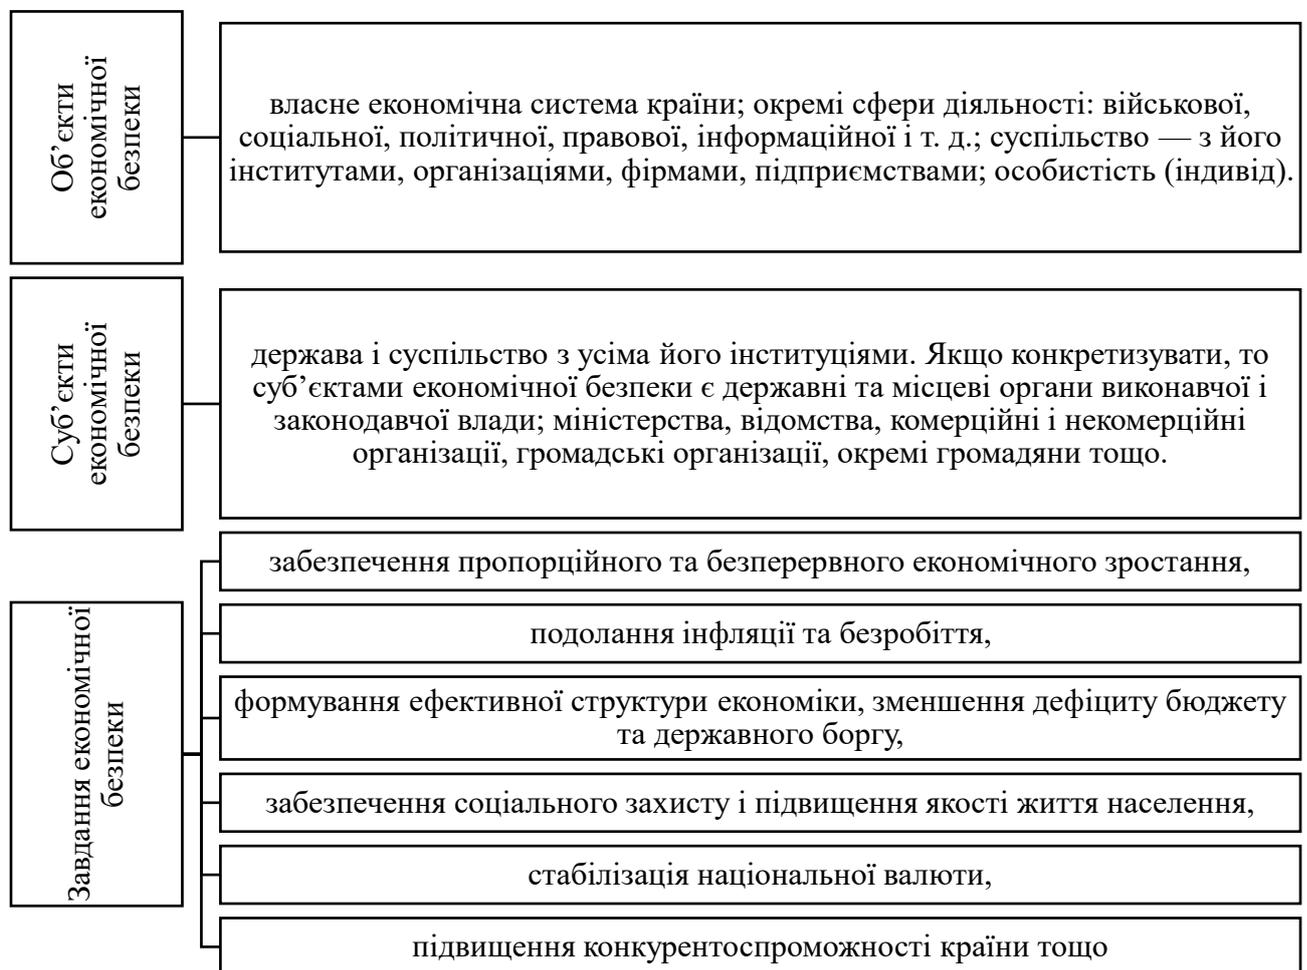 Об’єкти
економічної
безпеки
власне економічна система країни; окремі сфери діяльності: військової,
соціальної, політичної, правової, інформаційної і т. д.; суспільство — з його
інститутами, організаціями, фірмами, підприємствами; особистість (індивід).
Суб’єкти
економічної
безпеки
держава і суспільство з усіма його інституціями. Якщо конкретизувати, то
суб’єктами економічної безпеки є державні та місцеві органи виконавчої і
законодавчої влади; міністерства, відомства, комерційні і некомерційні
організації, громадські організації, окремі громадяни тощо.
Завдання економічної
безпеки
забезпечення пропорційного та безперервного економічного зростання,
подолання інфляції та безробіття,
формування ефективної структури економіки, зменшення дефіциту бюджету
та державного боргу,
забезпечення соціального захисту і підвищення якості життя населення,
стабілізація національної валюти,
підвищення конкурентоспроможності країни тощо